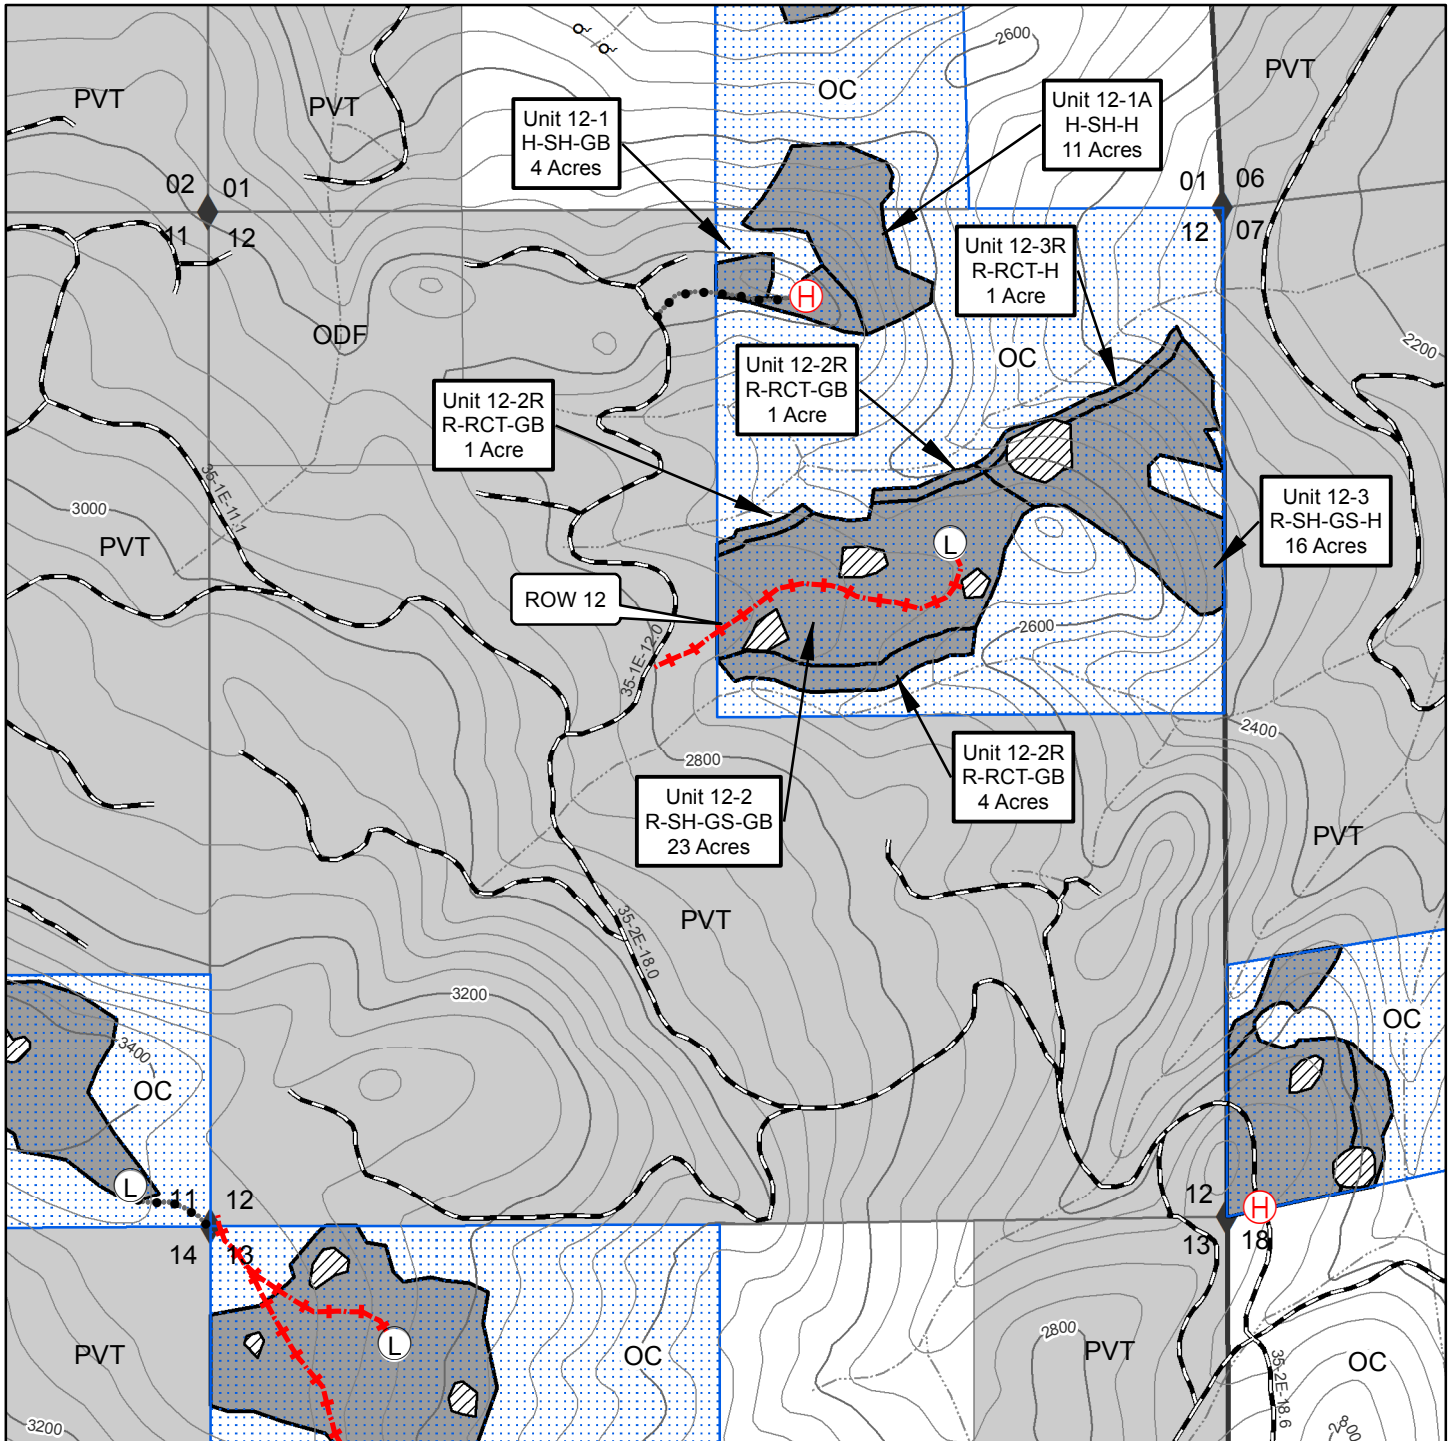 2600
PVT
PVT
OC
PVT
Unit 12-1
H-SH-GB
4 Acres
Unit 12-1A
H-SH-H
11 Acres
02
01
01
06
11
12
12
07
Unit 12-3R
R-RCT-H
1 Acre
H
ODF
OC
2200
Unit 12-2R
R-RCT-GB
1 Acre
Unit 12-2R
R-RCT-GB
1 Acre
35-1E-11.1
3000
PVT
Unit 12-3
R-SH-GS-H
16 Acres
L
ROW 12
2600
35-1E-12.0
2400
2800
Unit 12-2R
R-RCT-GB
4 Acres
Unit 12-2
R-SH-GS-GB
23 Acres
PVT
PVT
35-2E-18.0
3200
OC
3400
OC
L
11
12
12
H
14
13
13
18
2800
L
PVT
OC
PVT
OC
35-2E-18.6
3200
2800